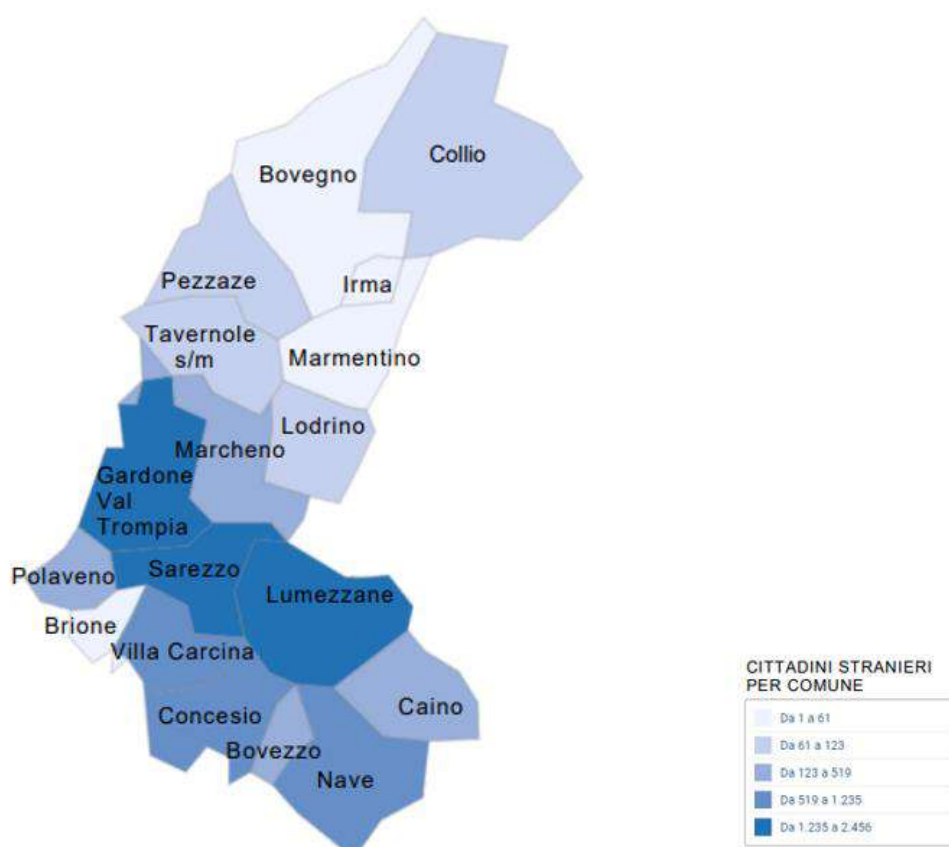 Collio
Bovegno
Pezzaze
Irma
Tavernole
s/m
Marmentino
Lodrino
Marcheno
Gardone
Val
Trompia
Polaveno
Sarezzo
Lumezzane
Brione
Villa Carcina
Caino
Concesio
Bovezzo
Nave
CITTADINI STRANIERI
PER COMUNE
Da 1 a 61
Da 61 a 123
Da 123 a 519
Da 519 a 1.235
Da 1.235 a 2.456